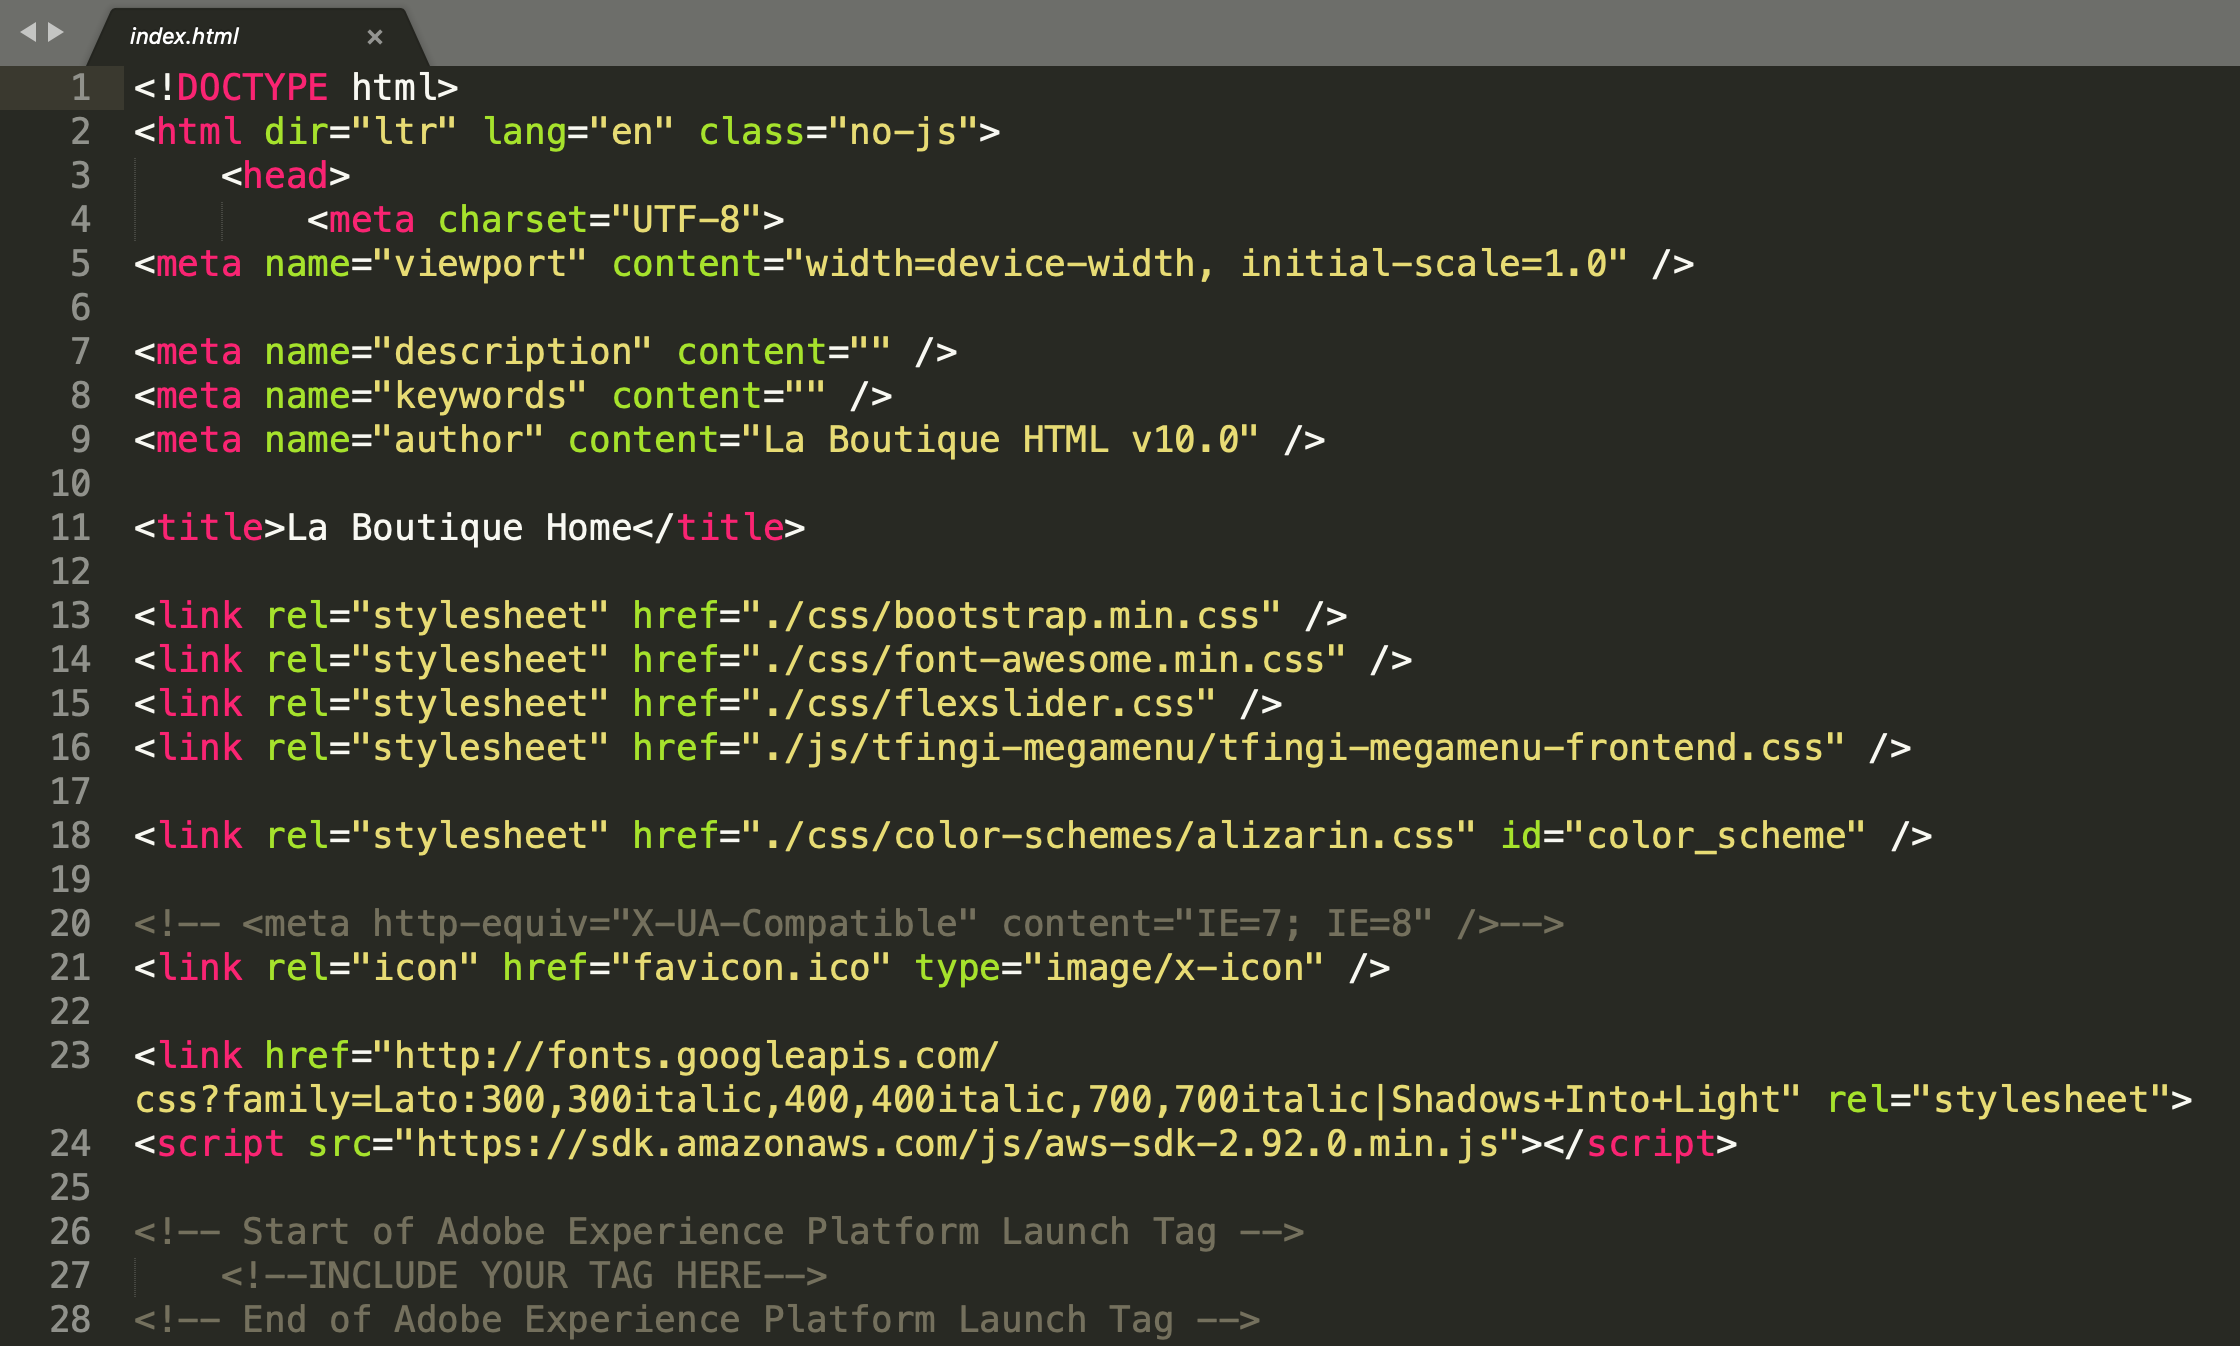 index.html ×
1 <!DOCTYPE html>
2 <html dir="ltr" lang="en" class="no-js">
3     <head>
4         <meta charset="UTF-8">
5 <meta name="viewport" content="width=device-width, initial-scale=1.0" />
6
7 <meta name="description" content="" />
8 <meta name="keywords" content="" />
9 <meta name="author" content="La Boutique HTML v10.0" />
10
11 <title>La Boutique Home</title>
12
13 <link rel="stylesheet" href="./css/bootstrap.min.css" />
14 <link rel="stylesheet" href="./css/font-awesome.min.css" />
15 <link rel="stylesheet" href="./css/flexslider.css" />
16 <link rel="stylesheet" href="./js/tfingi-megamenu/tfingi-megamenu-frontend.css" />
17
18 <link rel="stylesheet" href="./css/color-schemes/alizarin.css" id="color_scheme" />
19
20 <!-- <meta http-equiv="X-UA-Compatible" content="IE=7; IE=8" />-->
21 <link rel="icon" href="favicon.ico" type="image/x-icon" />
22
23 <link href="http://fonts.googleapis.com/
css?family=Lato:300,300italic,400,400italic,700,700italic|Shadows+Into+Light" rel="stylesheet">
24 <script src="https://sdk.amazonaws.com/js/aws-sdk-2.92.0.min.js"></script>
25
26 <!-- Start of Adobe Experience Platform Launch Tag -->
27     <!--INCLUDE YOUR TAG HERE-->
28 <!-- End of Adobe Experience Platform Launch Tag -->